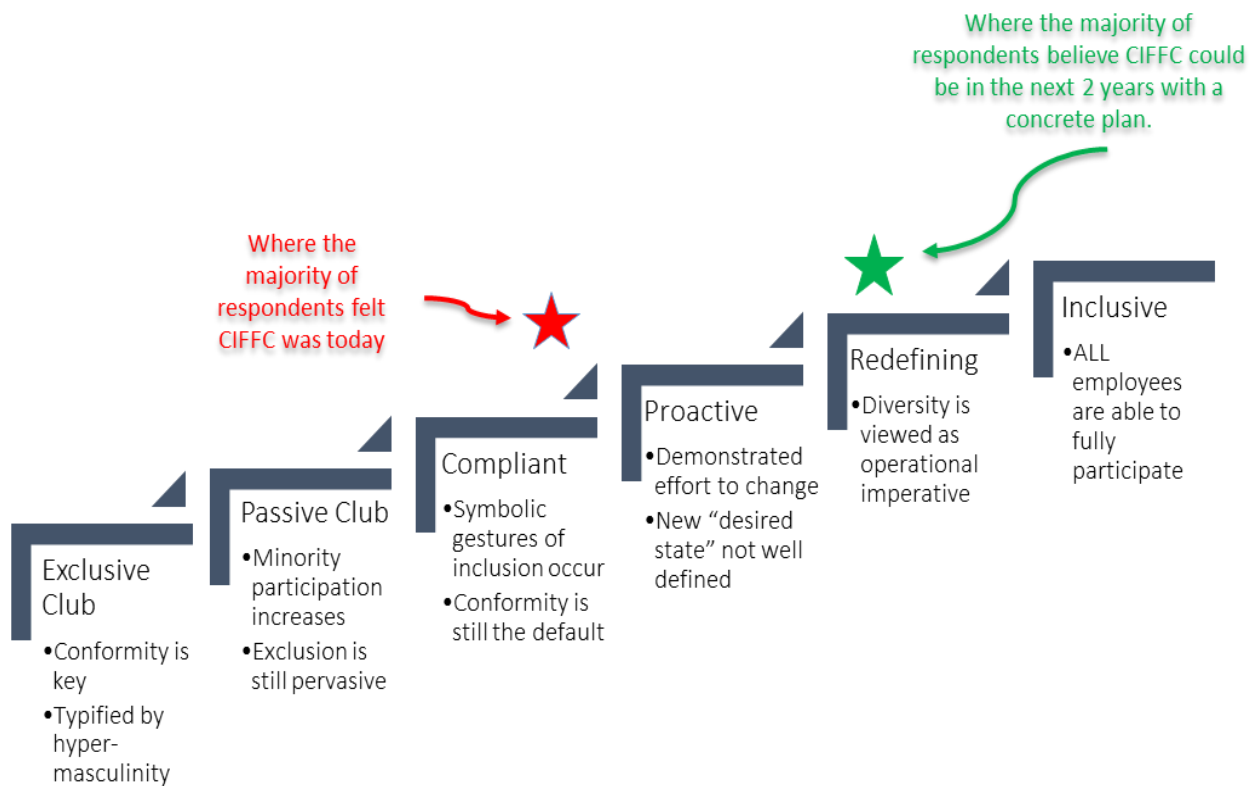 Where the majority of
respondents believe CIFFC could
be in the next 2 years with a
concrete plan.
Where the
majority of
respondents felt
CIFFC was today
Exclusive
Club
•Conformity is
key
•Typified by
hyper-
masculinity
Passive Club
•Minority
participation
increases
•Exclusion is
still pervasive
Compliant
•Symbolic
gestures of
inclusion occur
•Conformity is
still the default
Proactive
•Demonstrated
effort to change
•New “desired
state” not well
defined
Redefining
•Diversity is
viewed as
operational
imperative
Inclusive
•ALL
employees
are able to
fully
participate